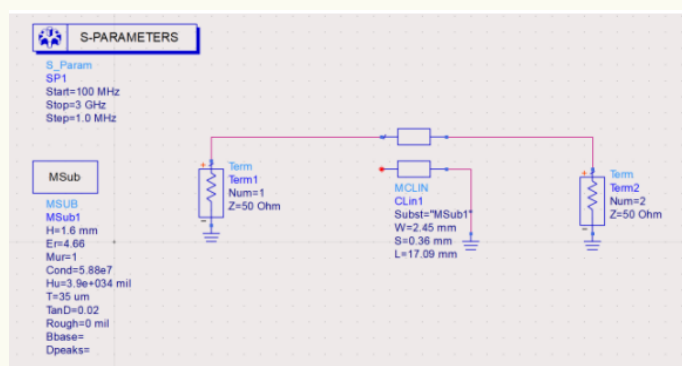 S-PARAMETERS
S_Param
SP1
Start=100 MHz
Stop=3 GHz
Step=1.0 MHz
MSub
MSUB
MSub1
H=1.6 mm
Er=4.66
Mur=1
Cond=5.88e7
Hu=3.9e+034 mil
T=35 um
TanD=0.02
Rough=0 mil
Bbase=
Dpeaks=
+
Term
Term1
Num=1
Z=50 Ohm
-
MCLIN
CLin1
Subst="MSub1"
W=2.45 mm
S=0.36 mm
L=17.09 mm
+
Term
Term2
Num=2
Z=50 Ohm
-